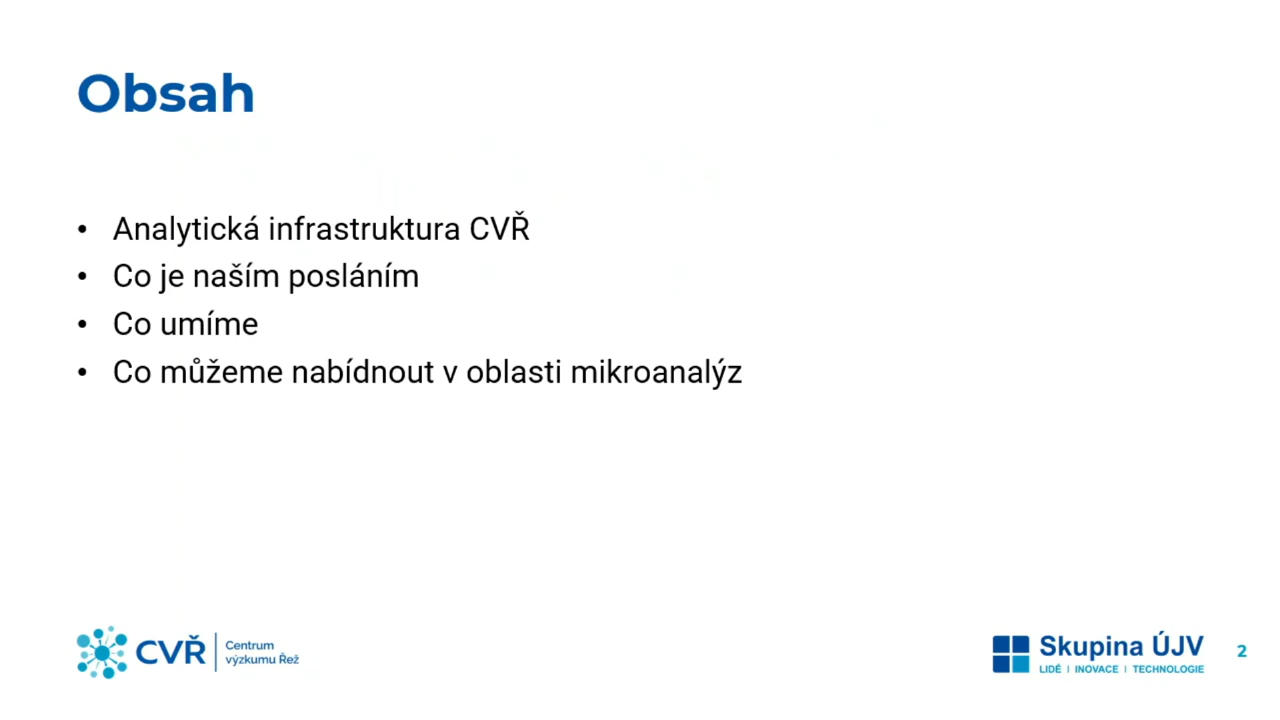 Obsah
• Analytická infrastruktura CVŘ
• Co je naším posláním
• Co umíme
• Co můžeme nabídnout v oblasti mikroanalýz
CVŘ
Centrum
výzkumu Řež
Skupina ÚJV
LIDÉ | INOVACE | TECHNOLOGIE
2